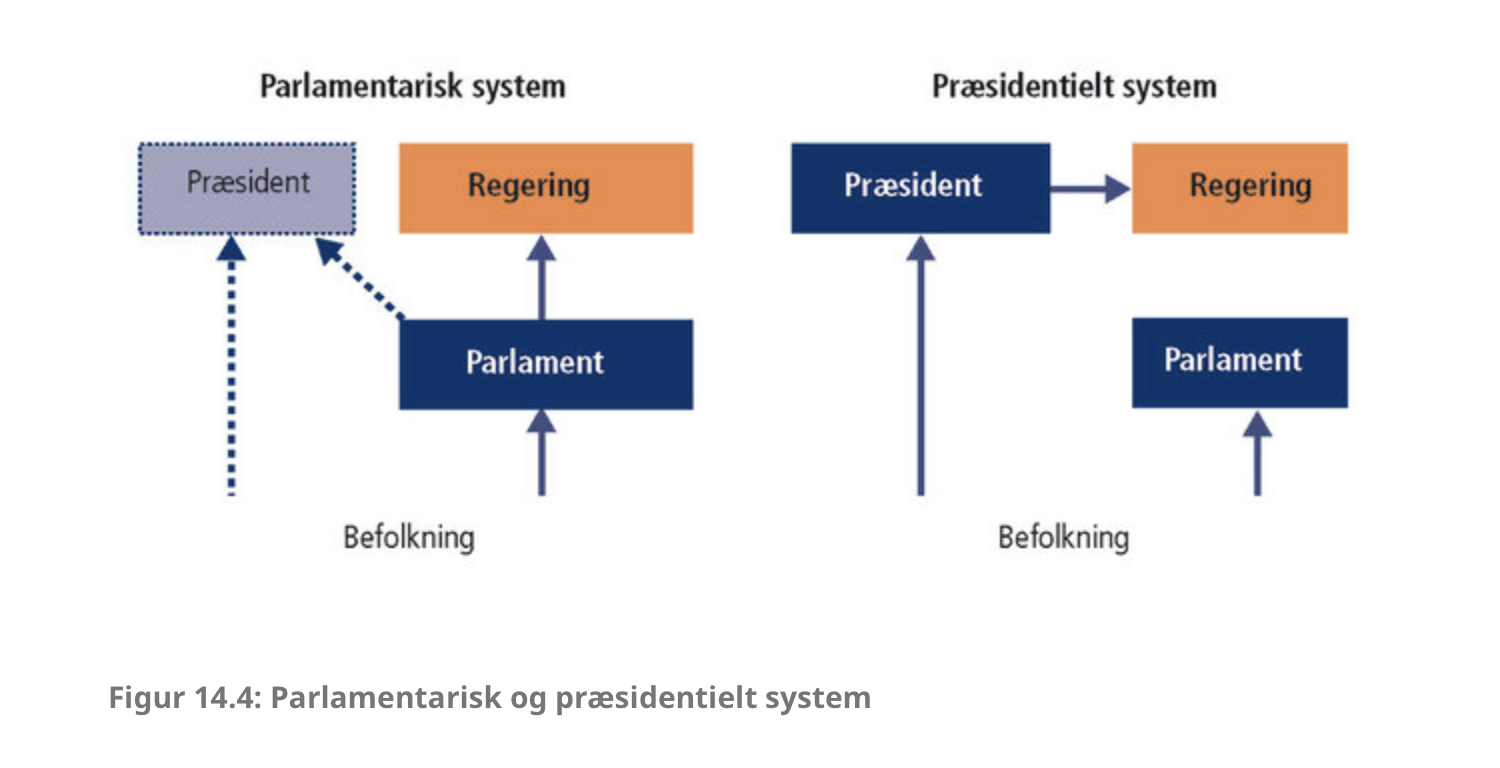 Parlamentarisk system
Præsident
Regering
Parlament
Befolkning
Præsidentielt system
Præsident
Regering
Parlament
Befolkning
Figur 14.4: Parlamentarisk og præsidentielt system